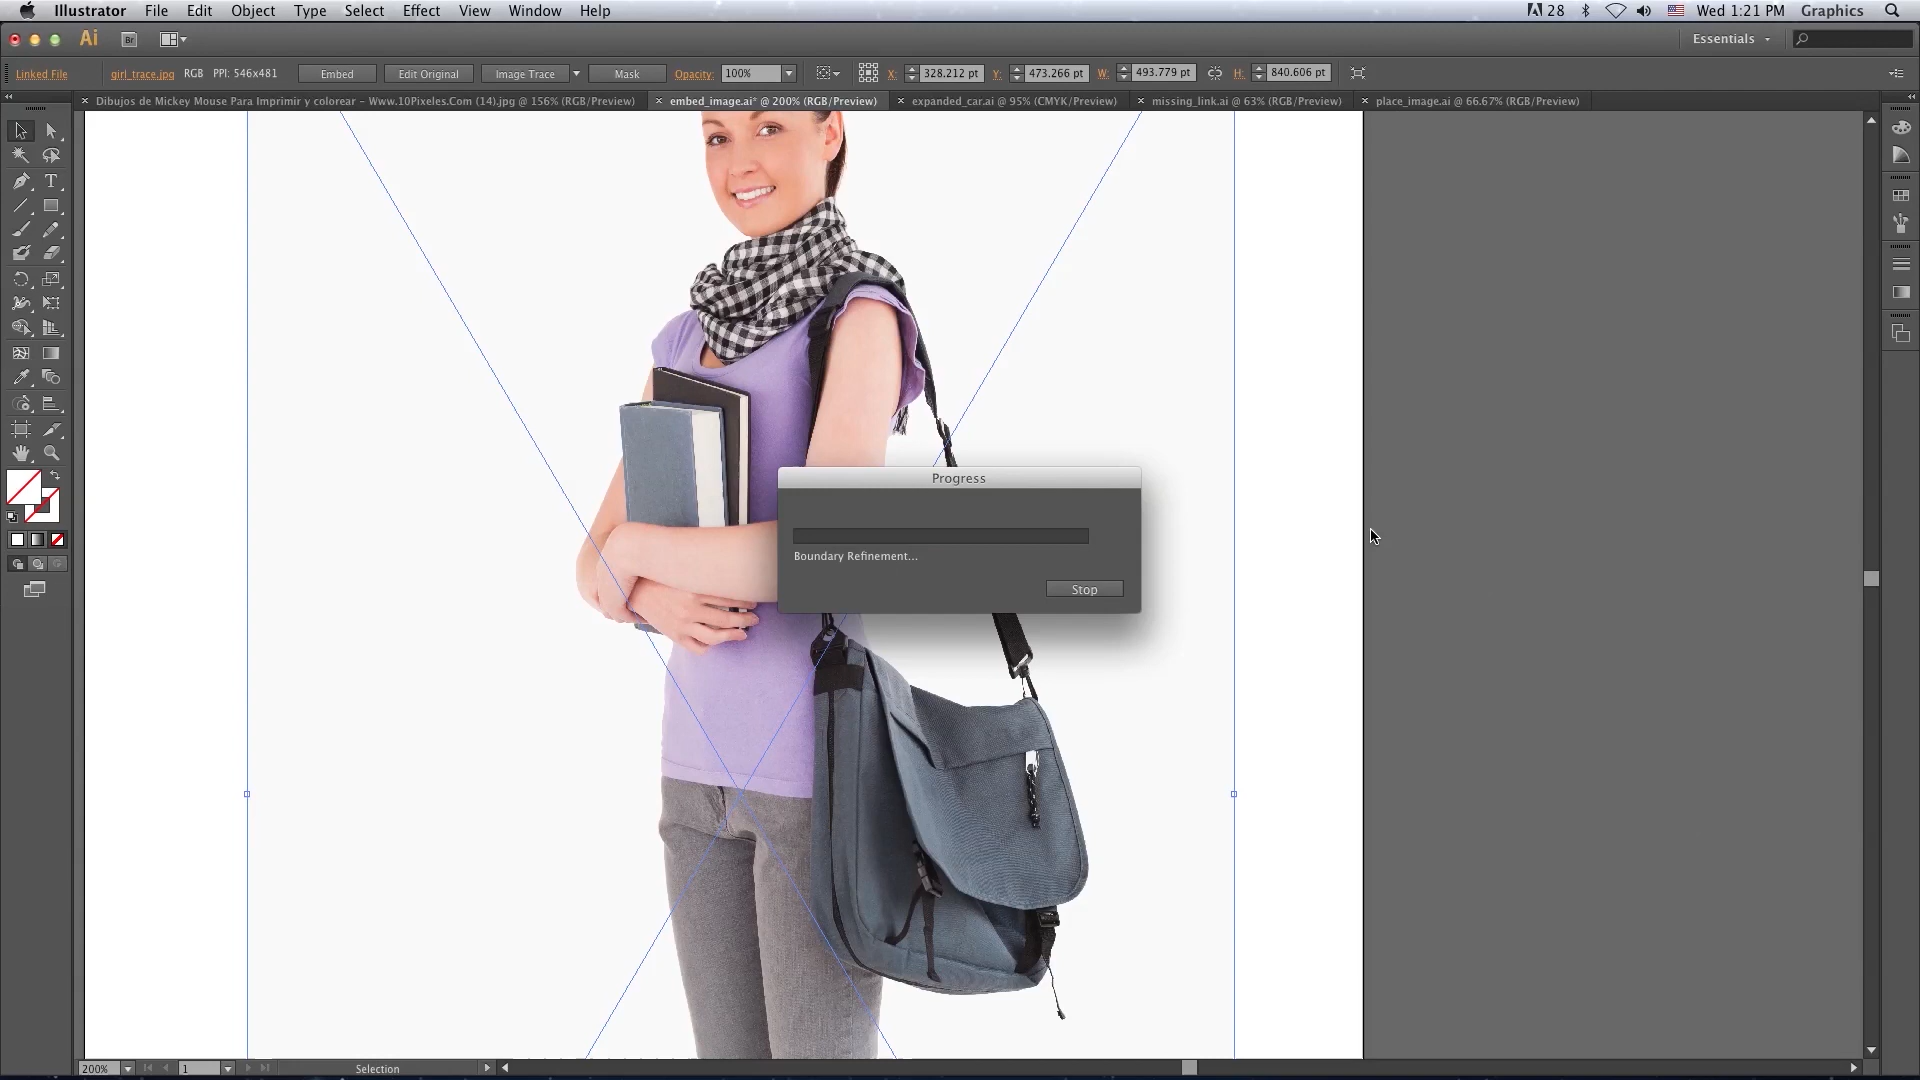 Illustrator File Edit Object Type Select Effect View Window Help 28 Wed 1:21 PM Graphics
Ai Br Essentials
Linked File girl_trace.jpg RGB PPI: 546x481 Embed Edit Original Image Trace Mask Opacity: 100% X: 328.212 pt Y: 473.266 pt W: 493.779 pt H: 840.606 pt
Dibujos de Mickey Mouse Para Imprimir y colorear - Www.10Pixeles.Com (14).jpg @ 156% (RGB/Preview) embed_image.ai* @ 200% (RGB/Preview) expanded_car.ai @ 95% (CMYK/Preview) missing_link.ai @ 63% (RGB/Preview) place_image.ai @ 66.67% (RGB/Preview)
Progress
Boundary Refinement...
Stop
200% 1 Selection